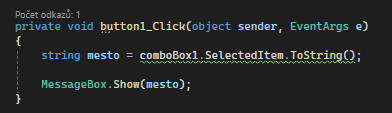 Počet odkazů: 1
private void button1_Click(object sender, EventArgs e)
{
    string mesto = comboBox1.SelectedItem.ToString();
    MessageBox.Show(mesto);
}